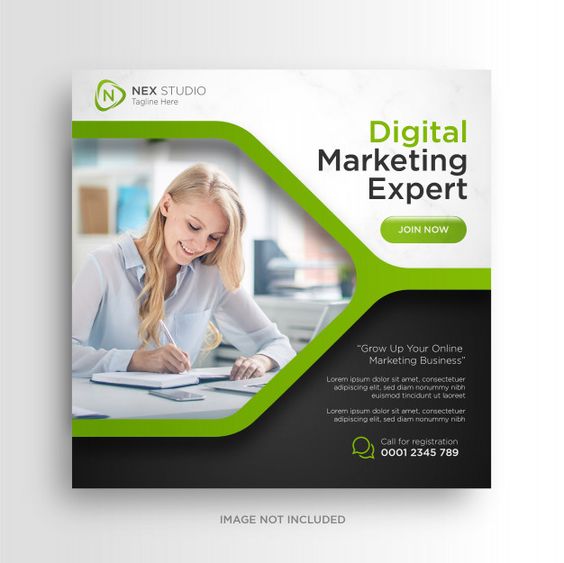 N
NEX STUDIO
Tagline Here
Digital
Marketing
Expert
JOIN NOW
“Grow Up Your Online
Marketing Business”
Lorem ipsum dolor sit amet, consectetuer
adipiscing elit, sed diam nonummy nibh
euismod tincidunt ut laoreet
Lorem ipsum dolor sit amet, consectetuer
adipiscing elit, sed diam nonummy nibh
Call for registration
0001 2345 789
IMAGE NOT INCLUDED